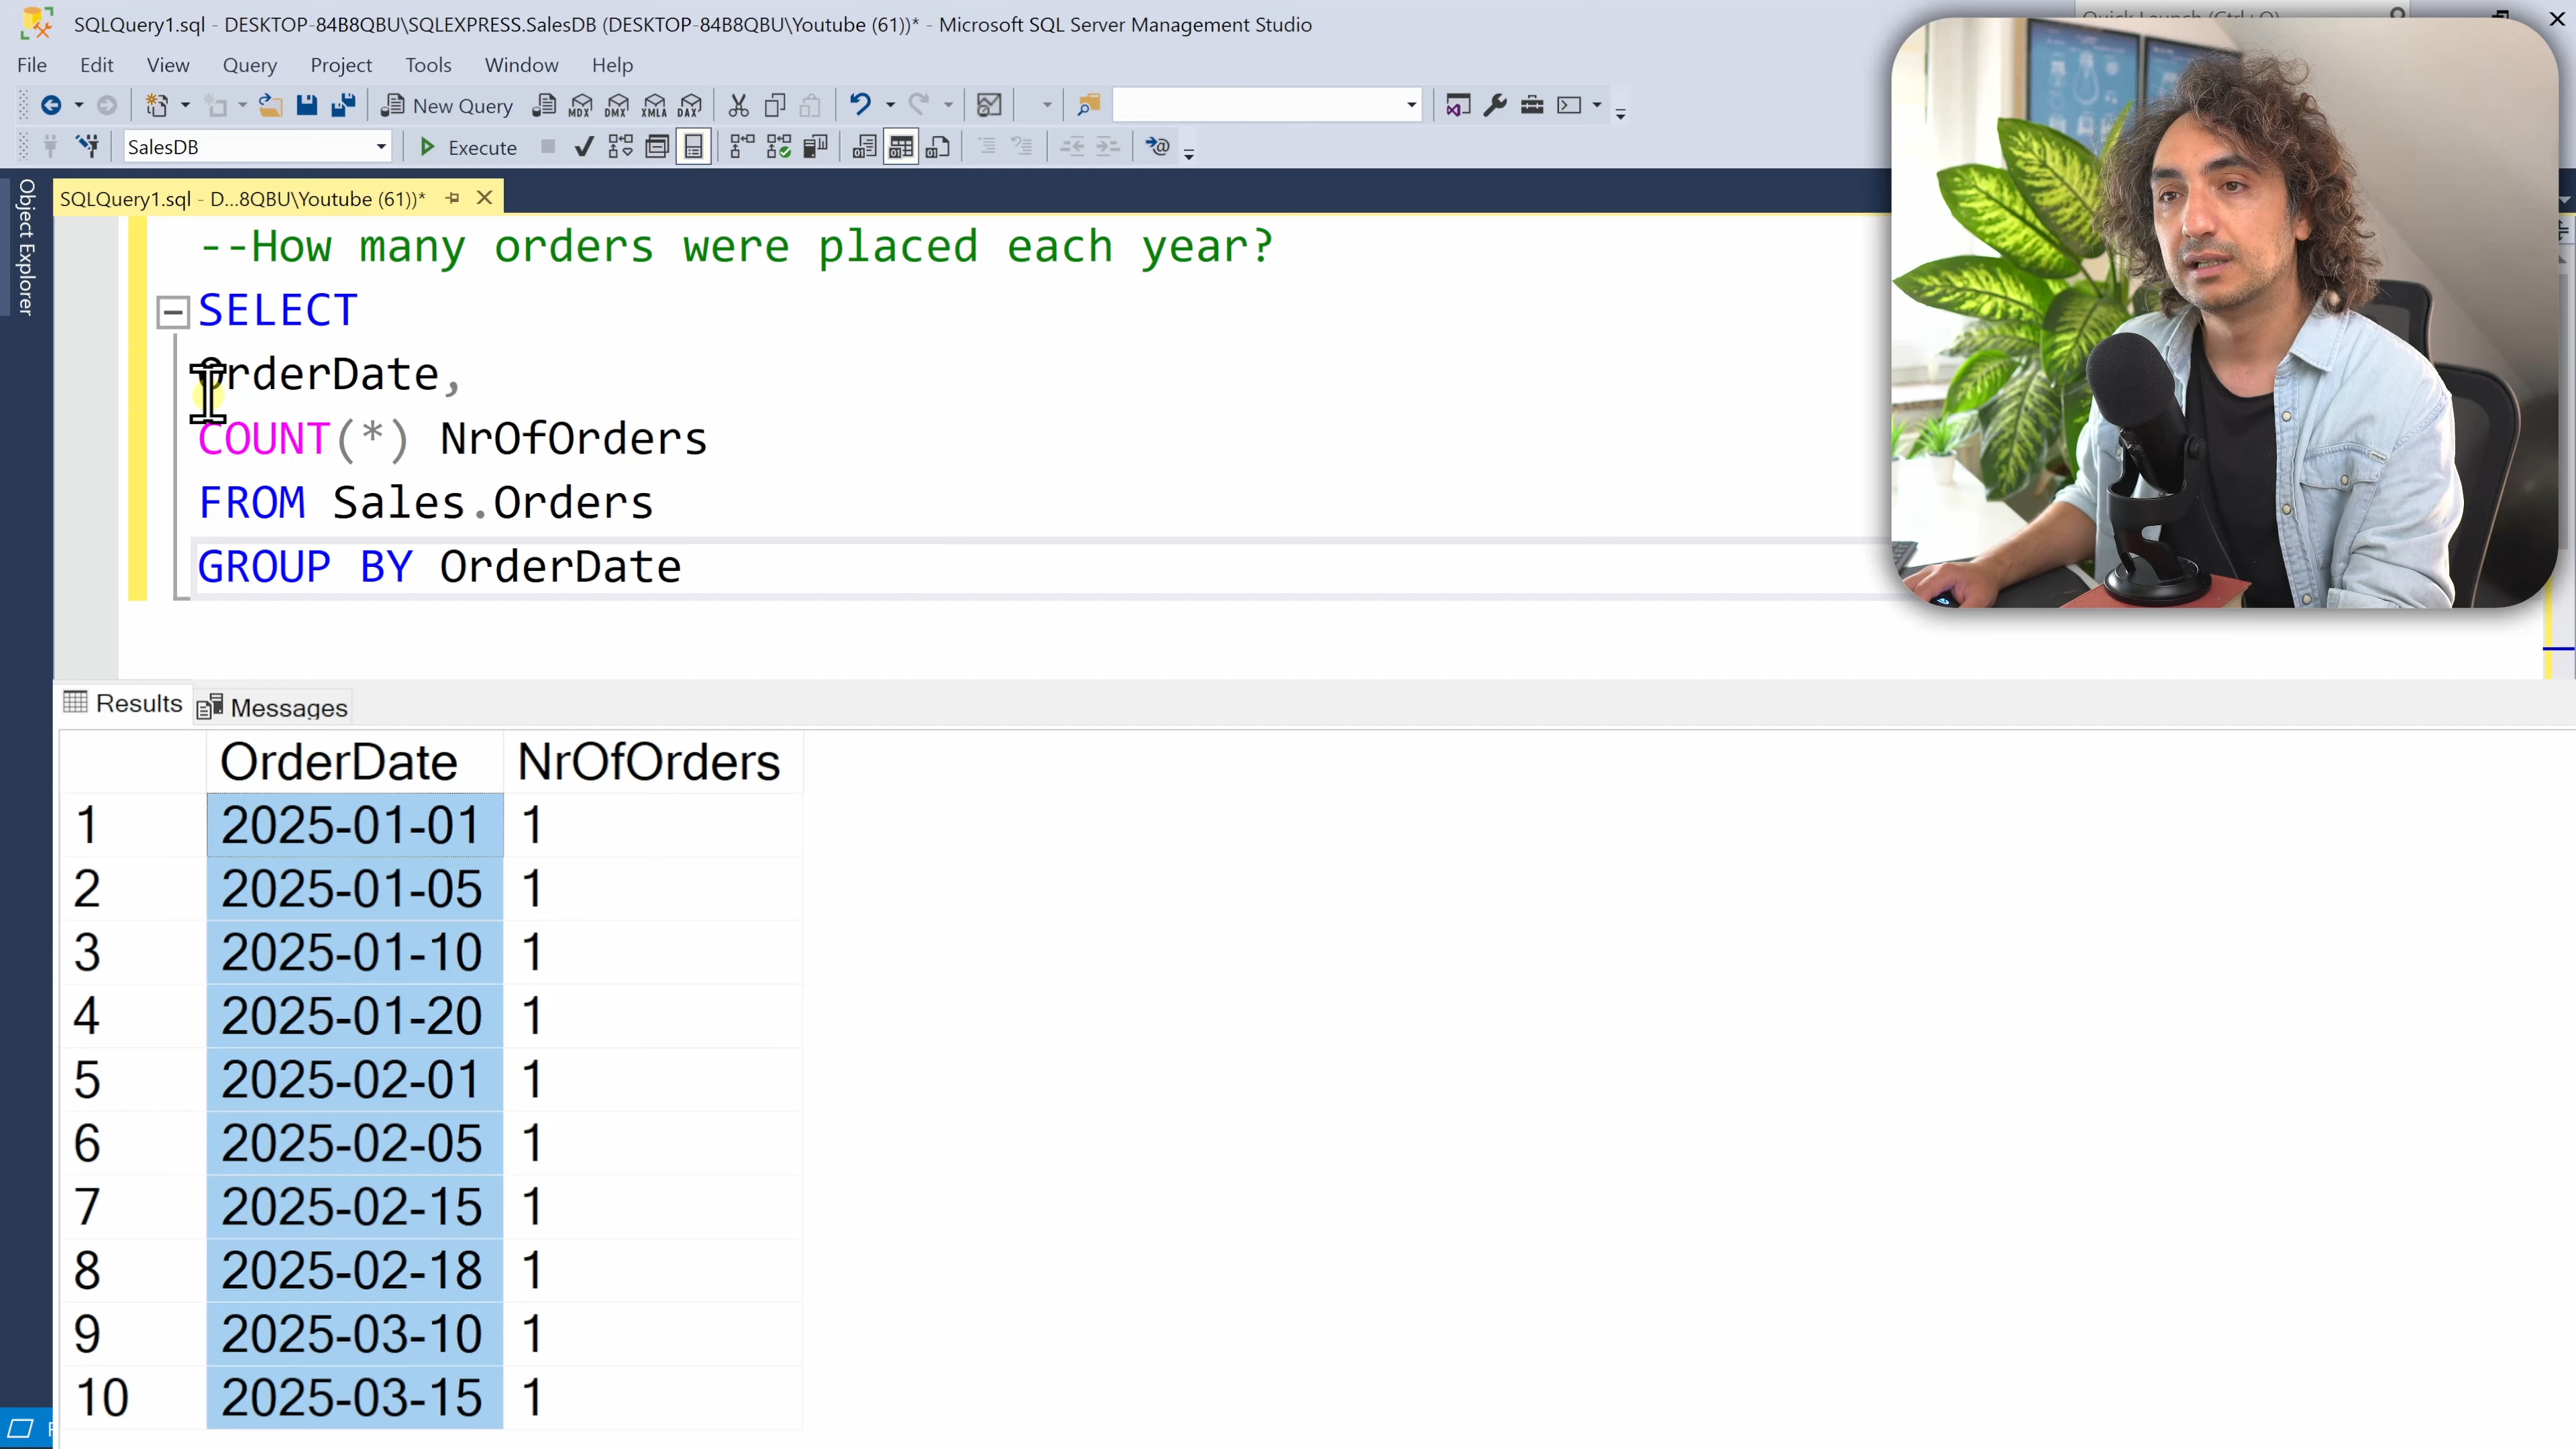 SQLQuery1.sql - DESKTOP-84B8QBU\SQLEXPRESS.SalesDB (DESKTOP-84B8QBU\Youtube (61))* - Microsoft SQL Server Management Studio
File Edit View Query Project Tools Window Help
New Query MDX DMX XMLA DAX
SalesDB Execute
Object Explorer
SQLQuery1.sql - D...8QBU\Youtube (61))*
--How many orders were placed each year?
SELECT
OrderDate,
COUNT(*) NrOfOrders
FROM Sales.Orders
GROUP BY OrderDate
Results Messages
OrderDate NrOfOrders
1 2025-01-01 1
2 2025-01-05 1
3 2025-01-10 1
4 2025-01-20 1
5 2025-02-01 1
6 2025-02-05 1
7 2025-02-15 1
8 2025-02-18 1
9 2025-03-10 1
10 2025-03-15 1